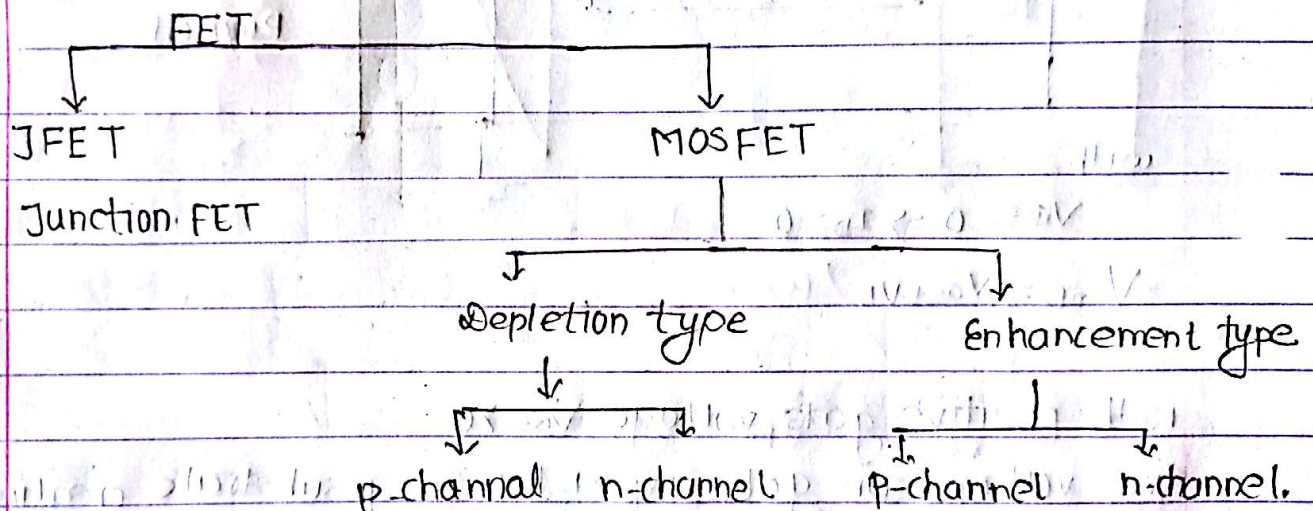 FET
JFET MOSFET
Junction FET
Depletion type Enhancement type
p-channal n-channel p-channel n-channel.